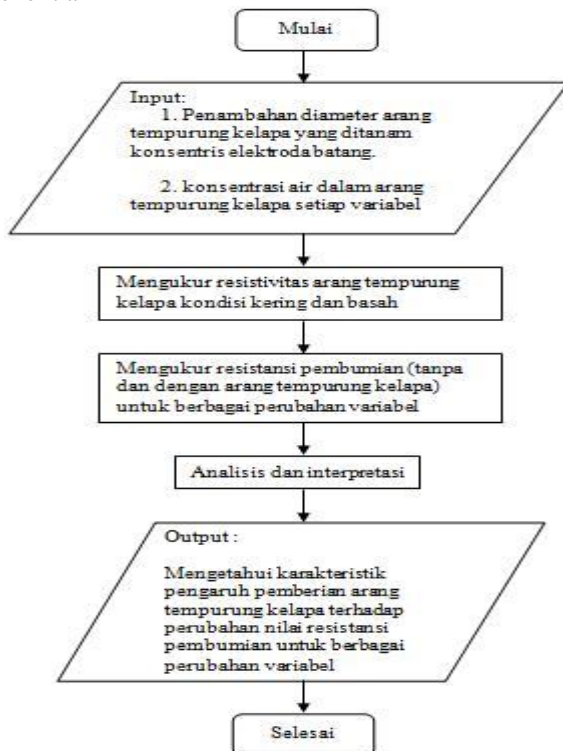 Mulai
Input:
1. Penambahan diameter arang
tempurung kelapa yang ditanam
konsentris elektroda batang.
2. konsentrasi air dalam arang
tempurung kelapa setiap variabel
Mengukur resistivitas arang tempurung
kelapa kondisi kering dan basah
Mengukur resistansi pembumian (tanpa
dan dengan arang tempurung kelapa)
untuk berbagai perubahan variabel
Analisis dan interpretasi
Output :
Mengetahui karakteristik
pengaruh pemberian arang
tempurung kelapa terhadap
perubahan nilai resistansi
pembumian untuk berbagai
perubahan variabel
Selesai